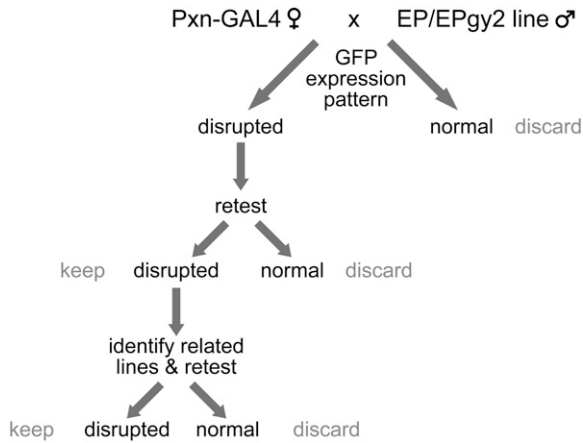 Pxn-GAL4 ♀ x EP/EPgy2 line ♂
GFP
expression
pattern
disrupted normal discard
retest
keep disrupted normal discard
identify related
lines & retest
keep disrupted normal discard